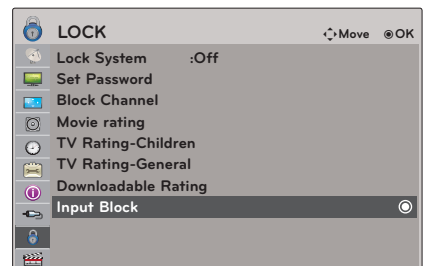 LOCK
Move OK
Lock System :Off
Set Password
Block Channel
Movie rating
TV Rating-Children
TV Rating-General
Downloadable Rating
Input Block